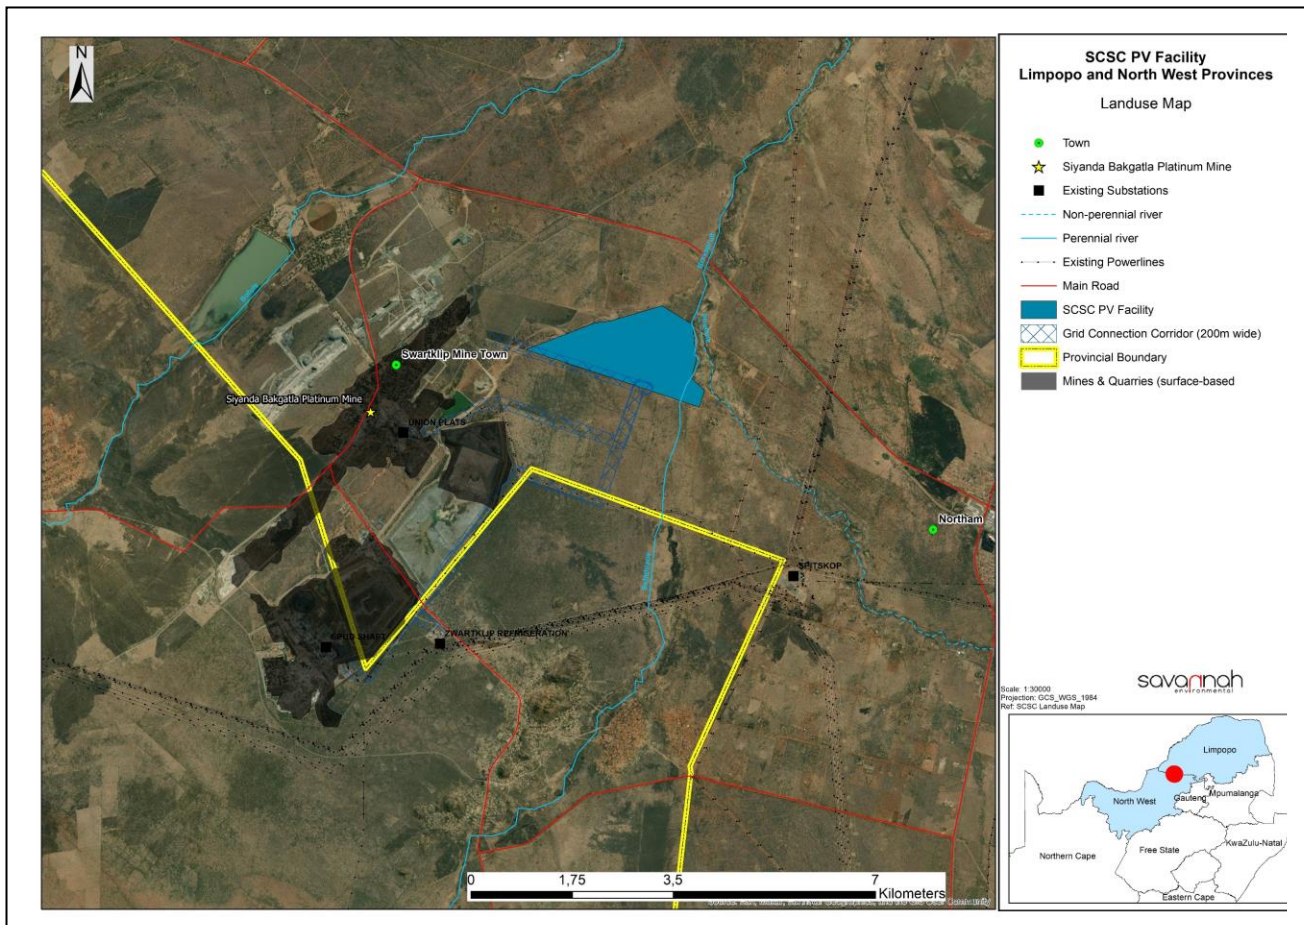 N
Swartklip Mine Town
Siyanda Bakgatla Platinum Mine
UNION PLATS
Northam
SPITSKOP
ZWARTKLIP REFRIGERATION
0 1,75 3,5 7
Kilometers
SCSC PV Facility
Limpopo and North West Provinces
Landuse Map
Town
Siyanda Bakgatla Platinum Mine
Existing Substations
Non-perennial river
Perennial river
Existing Powerlines
Main Road
SCSC PV Facility
Grid Connection Corridor (200m wide)
Provincial Boundary
Mines & Quarries (surface-based
savannah
environmental
Scale: 1:30000
Projection: GCS_WGS_1984
Ref: SCSC Landuse Map
Limpopo
North West
Gauteng
Mpumalanga
Free State
KwaZulu-Natal
Northern Cape
Eastern Cape